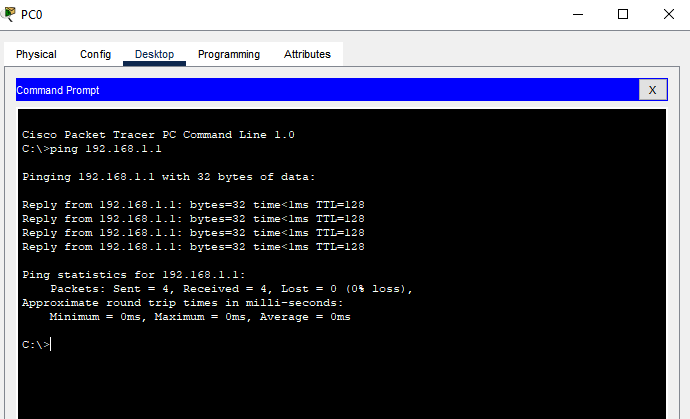 PC0
Physical Config Desktop Programming Attributes
Command Prompt X
Cisco Packet Tracer PC Command Line 1.0
C:\>ping 192.168.1.1
Pinging 192.168.1.1 with 32 bytes of data:
Reply from 192.168.1.1: bytes=32 time<1ms TTL=128
Reply from 192.168.1.1: bytes=32 time<1ms TTL=128
Reply from 192.168.1.1: bytes=32 time<1ms TTL=128
Reply from 192.168.1.1: bytes=32 time<1ms TTL=128
Ping statistics for 192.168.1.1:
    Packets: Sent = 4, Received = 4, Lost = 0 (0% loss),
Approximate round trip times in milli-seconds:
    Minimum = 0ms, Maximum = 0ms, Average = 0ms
C:\>